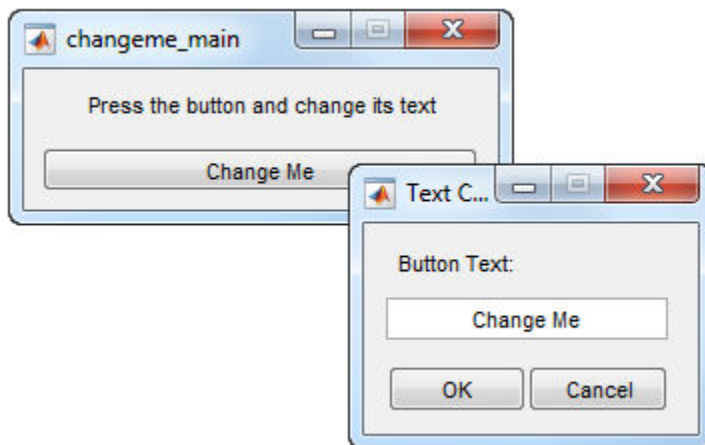 changeme_main
Press the button and change its text
Change Me
Text C...
Button Text:
Change Me
OK Cancel